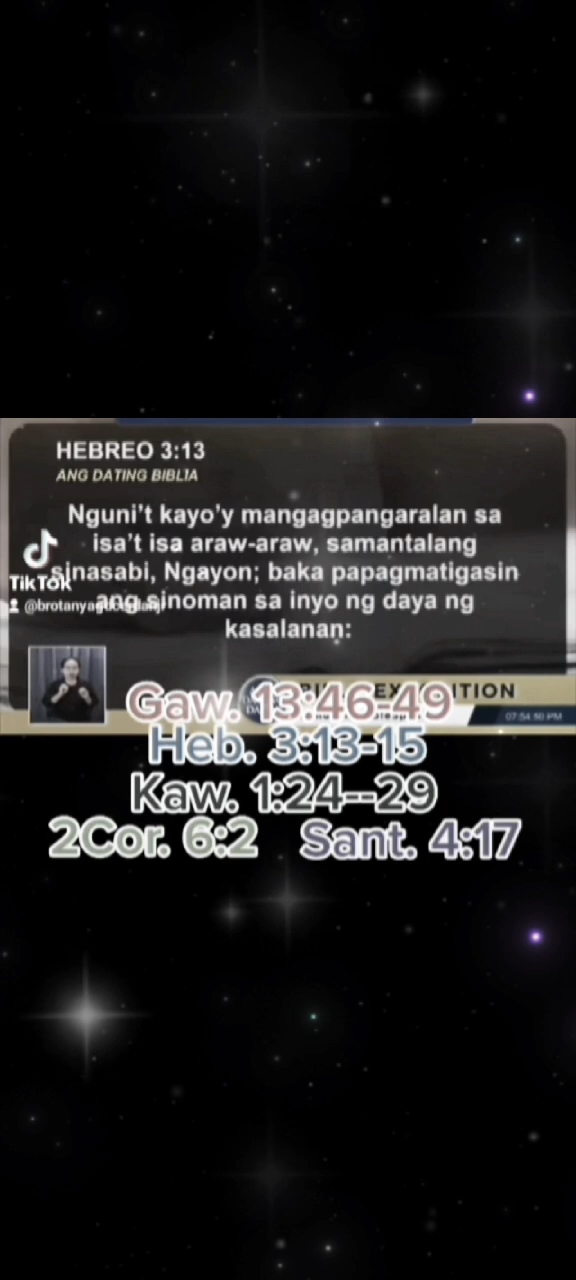 HEBREO 3:13
ANG DATING BIBLIA
Nguni't kayo'y mangagpangaralan sa
isa't isa araw-araw, samantalang
sinasabi, Ngayon; baka papagmatigasin
ang sinoman sa inyo ng daya ng
kasalanan:
TikTok
Gaw. 13:46-49
07:54:50 PM
Heb. 3:13-15
Kaw. 1:24--29
2Cor. 6:2 Sant. 4:17